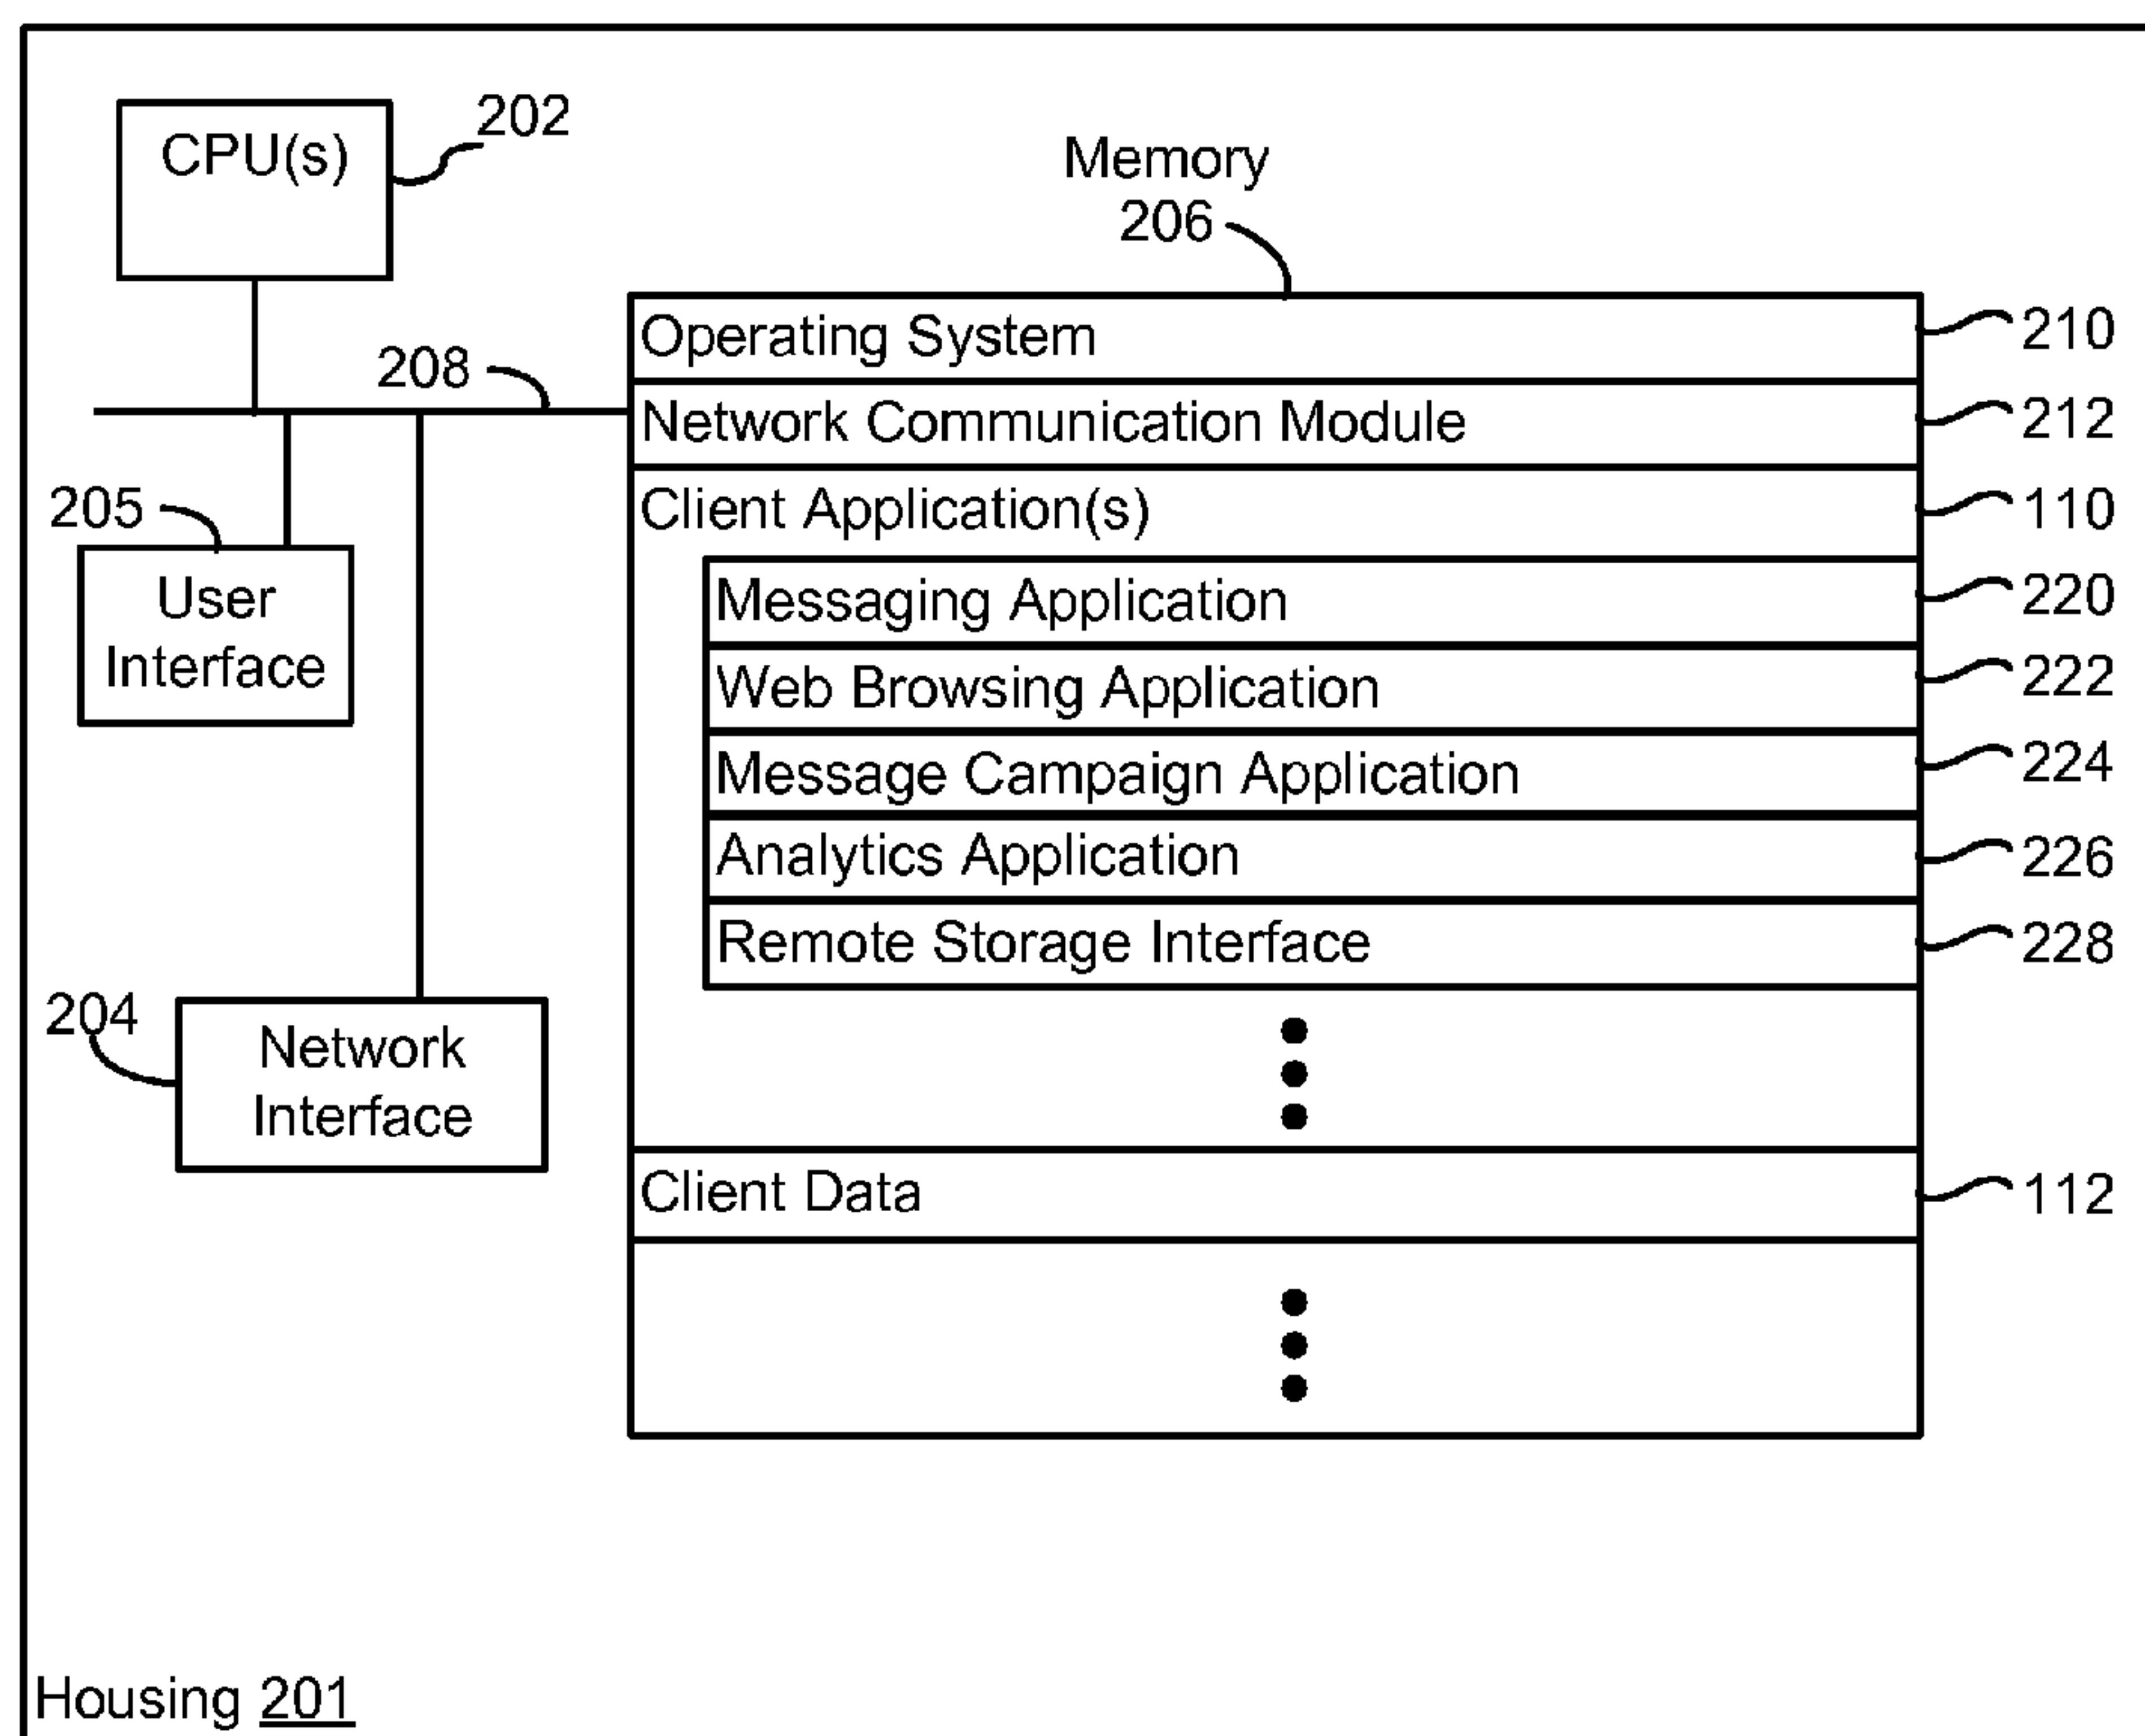 CPU(s)
202
Memory
206
208
Operating System
210
Network Communication Module
212
Client Application(s)
110
205
User
Interface
Messaging Application
220
Web Browsing Application
222
Message Campaign Application
224
Analytics Application
226
Remote Storage Interface
228
204
Network
Interface
Client Data
112
Housing 201